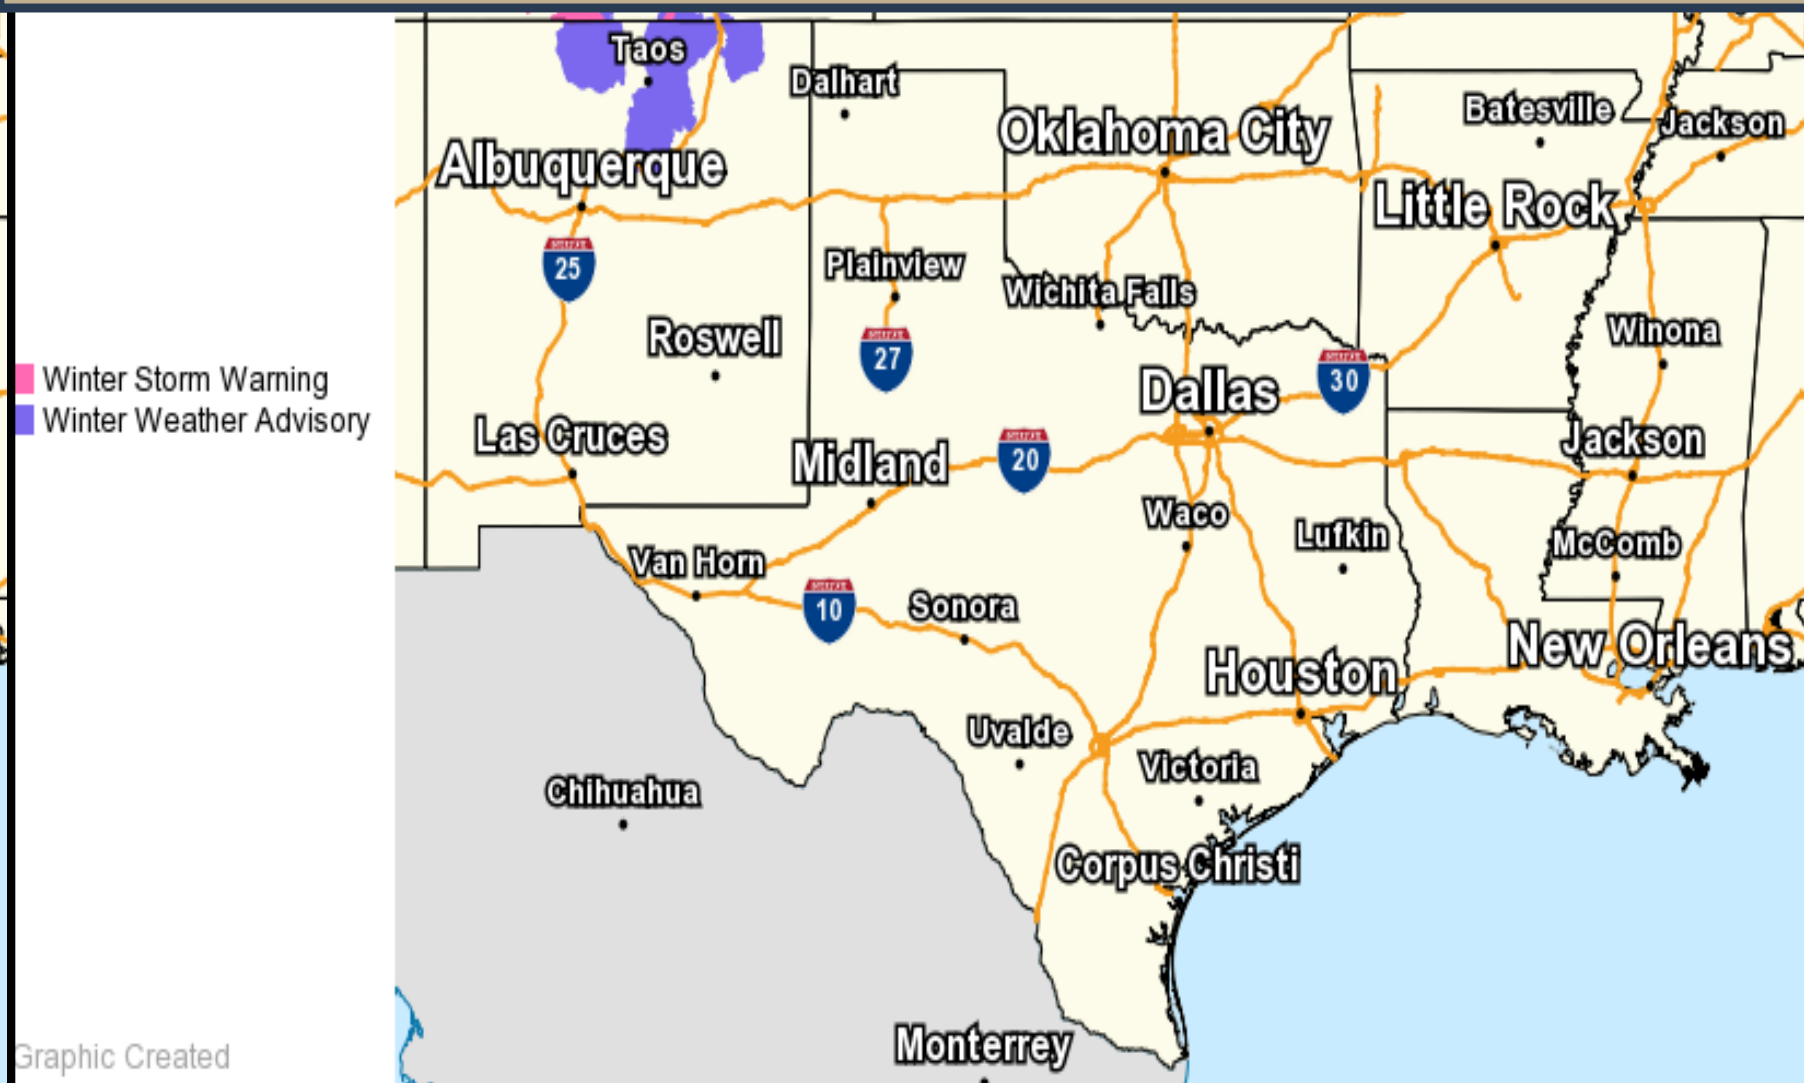 Taos
Dalhart
Oklahoma City
Batesville
Jackson
Albuquerque
Little Rock
25
Plainview
Wichita Falls
Roswell
27
Winona
Winter Storm Warning
Winter Weather Advisory
Dallas
30
Las Cruces
Midland
20
Jackson
Waco
Lufkin
McComb
Van Horn
10
Sonora
Houston
New Orleans
Uvalde
Victoria
Chihuahua
Corpus Christi
Monterrey
Graphic Created